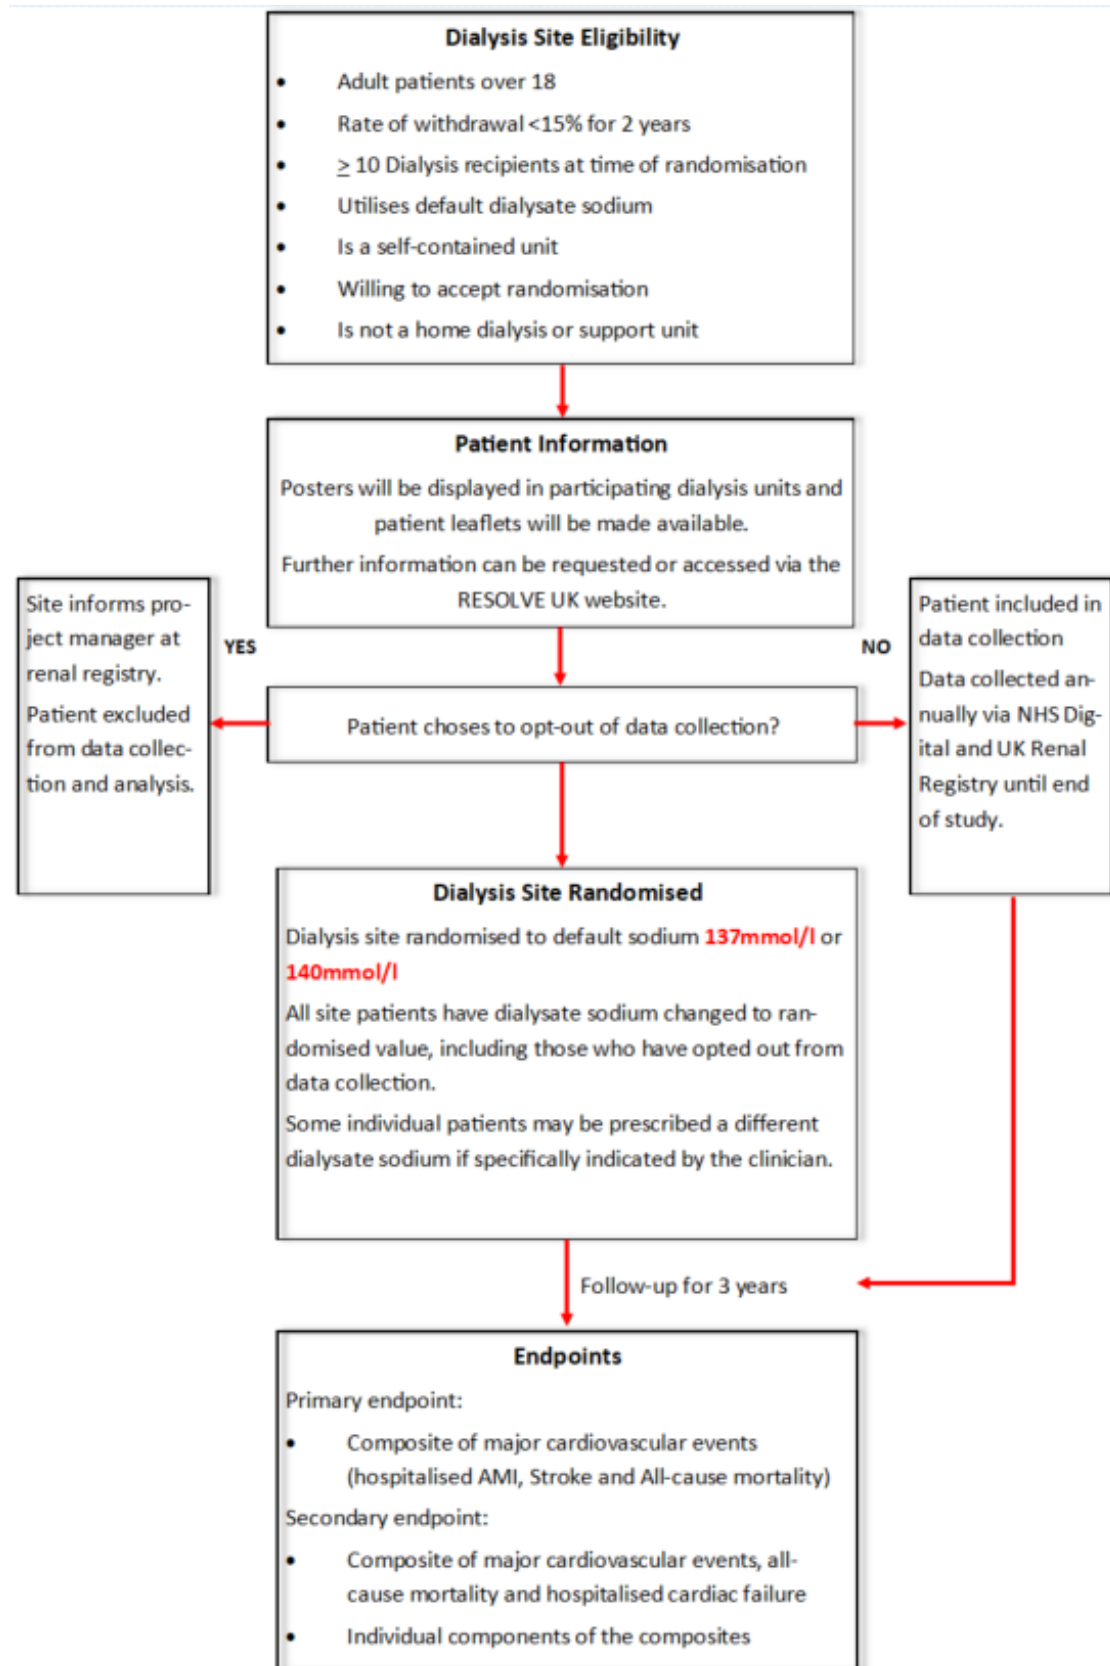 Dialysis Site Eligibility
• Adult patients over 18
• Rate of withdrawal <15% for 2 years
• ≥ 10 Dialysis recipients at time of randomisation
• Utilises default dialysate sodium
• Is a self-contained unit
• Willing to accept randomisation
• Is not a home dialysis or support unit
Patient Information
Posters will be displayed in participating dialysis units and
patient leaflets will be made available.
Further information can be requested or accessed via the
RESOLVE UK website.
Patient choses to opt-out of data collection?
YES
Site informs pro-
ject manager at
renal registry.
Patient excluded
from data collec-
tion and analysis.
NO
Patient included in
data collection
Data collected an-
nually via NHS Dig-
ital and UK Renal
Registry until end
of study.
Dialysis Site Randomised
Dialysis site randomised to default sodium 137mmol/l or
140mmol/l
All site patients have dialysate sodium changed to ran-
domised value, including those who have opted out from
data collection.
Some individual patients may be prescribed a different
dialysate sodium if specifically indicated by the clinician.
Follow-up for 3 years
Endpoints
Primary endpoint:
• Composite of major cardiovascular events
(hospitalised AMI, Stroke and All-cause mortality)
Secondary endpoint:
• Composite of major cardiovascular events, all-
cause mortality and hospitalised cardiac failure
• Individual components of the composites